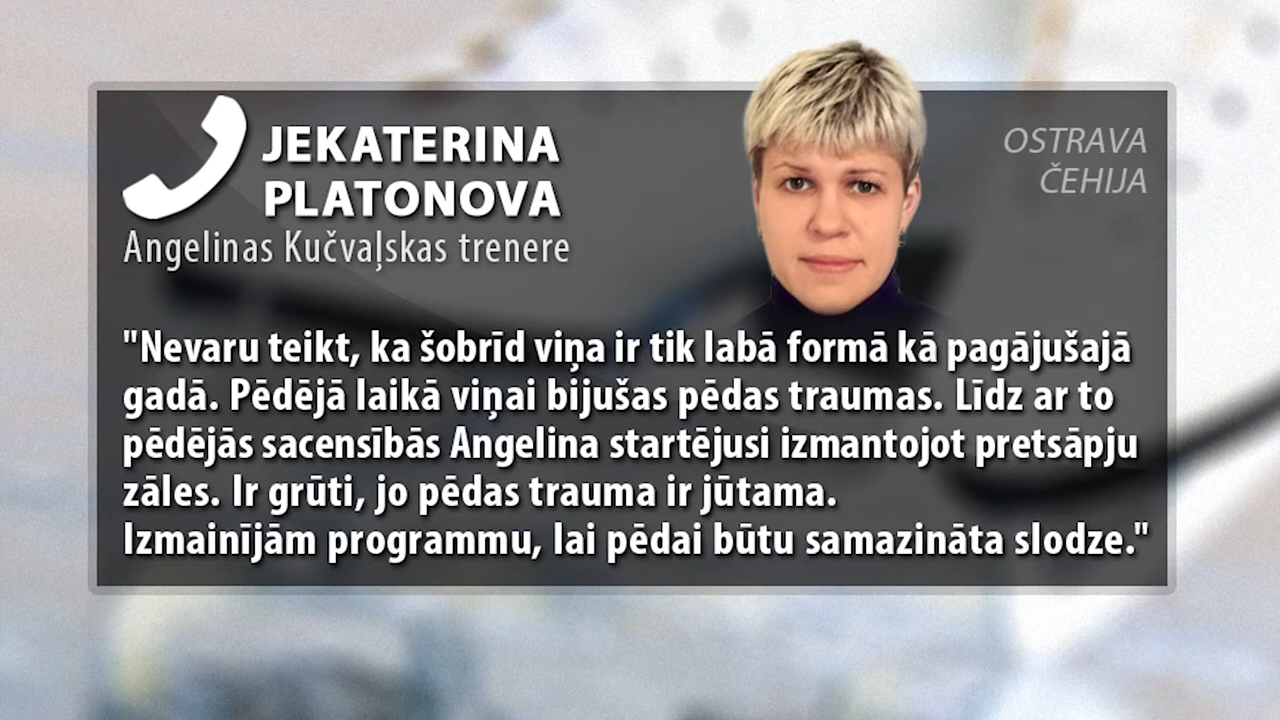 JEKATERINA
PLATONOVA
Angelinas Kučvaļskas trenere
OSTRAVA
ČEHIJA
"Nevaru teikt, ka šobrīd viņa ir tik labā formā kā pagājušajā
gadā. Pēdējā laikā viņai bijušas pēdas traumas. Līdz ar to
pēdējās sacensībās Angelina startējusi izmantojot pretsāpju
zāles. Ir grūti, jo pēdas trauma ir jūtama.
Izmainījām programmu, lai pēdai būtu samazināta slodze."